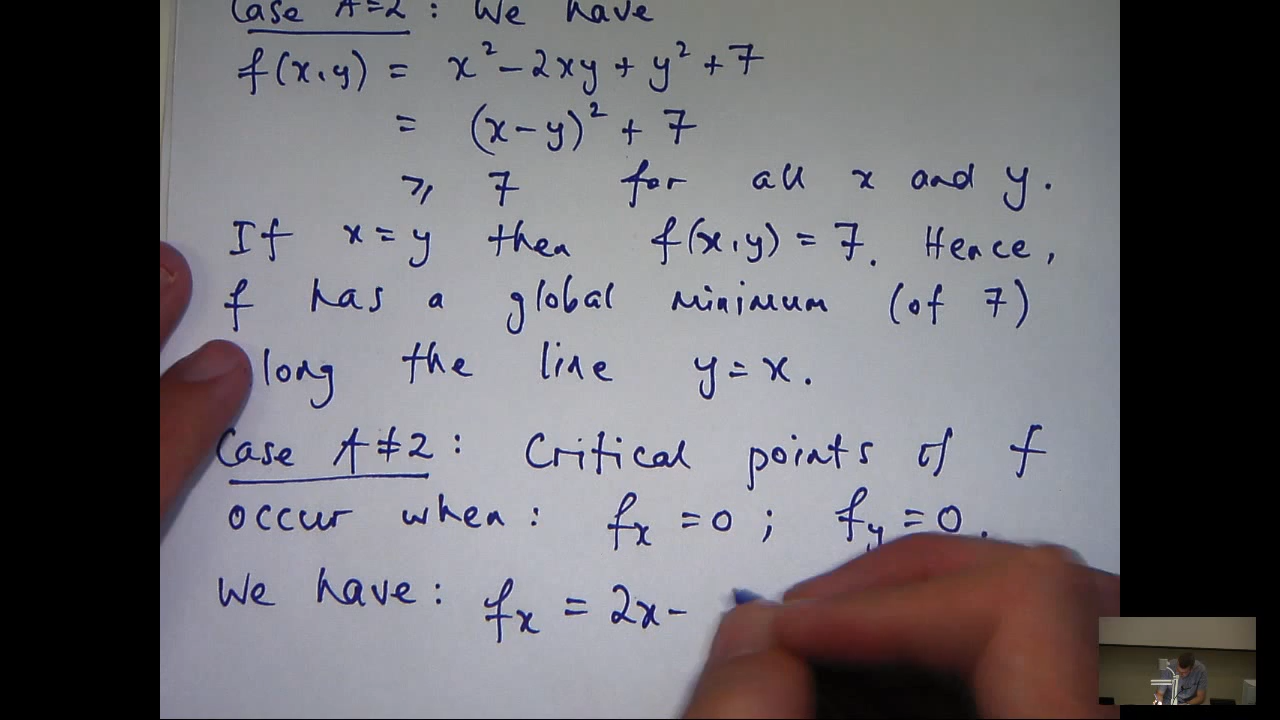 Case A=2 : We have
f(x,y) = x² - 2xy + y² + 7
= (x-y)² + 7
⩾ 7 for all x and y.
If x=y then f(x,y) = 7. Hence,
f has a global minimum (of 7)
long the line y=x.
Case A≠2 : Critical points of f
occur when : fₓ = 0 ; f_y = 0.
We have : fₓ = 2x -